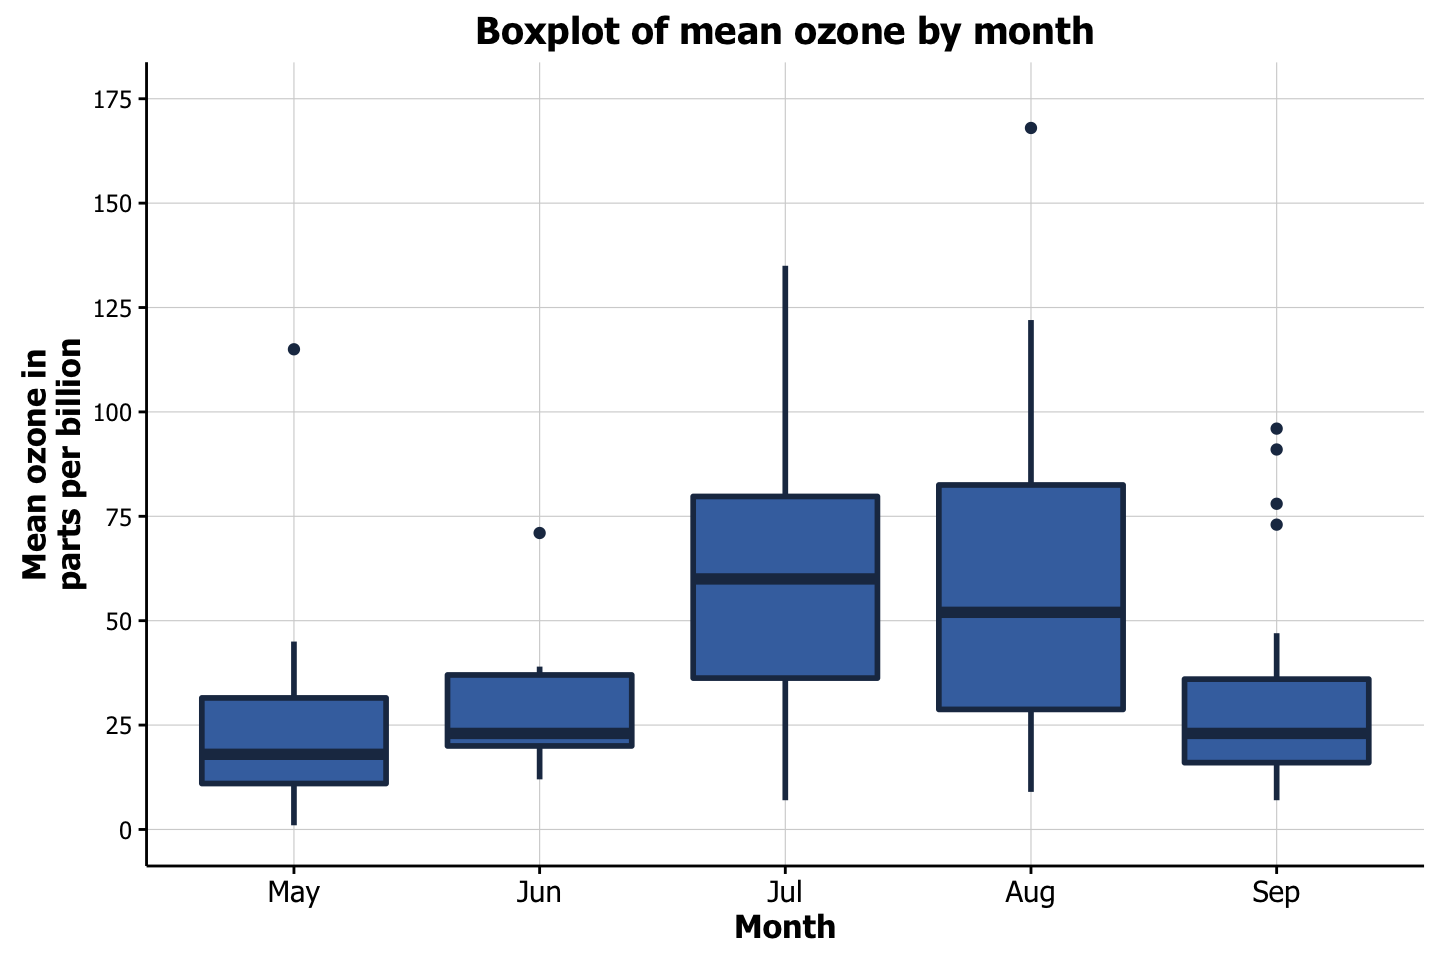 Boxplot of mean ozone by month
Mean ozone in
parts per billion
175
150
125
100
75
50
25
0
May
Jun
Jul
Aug
Sep
Month